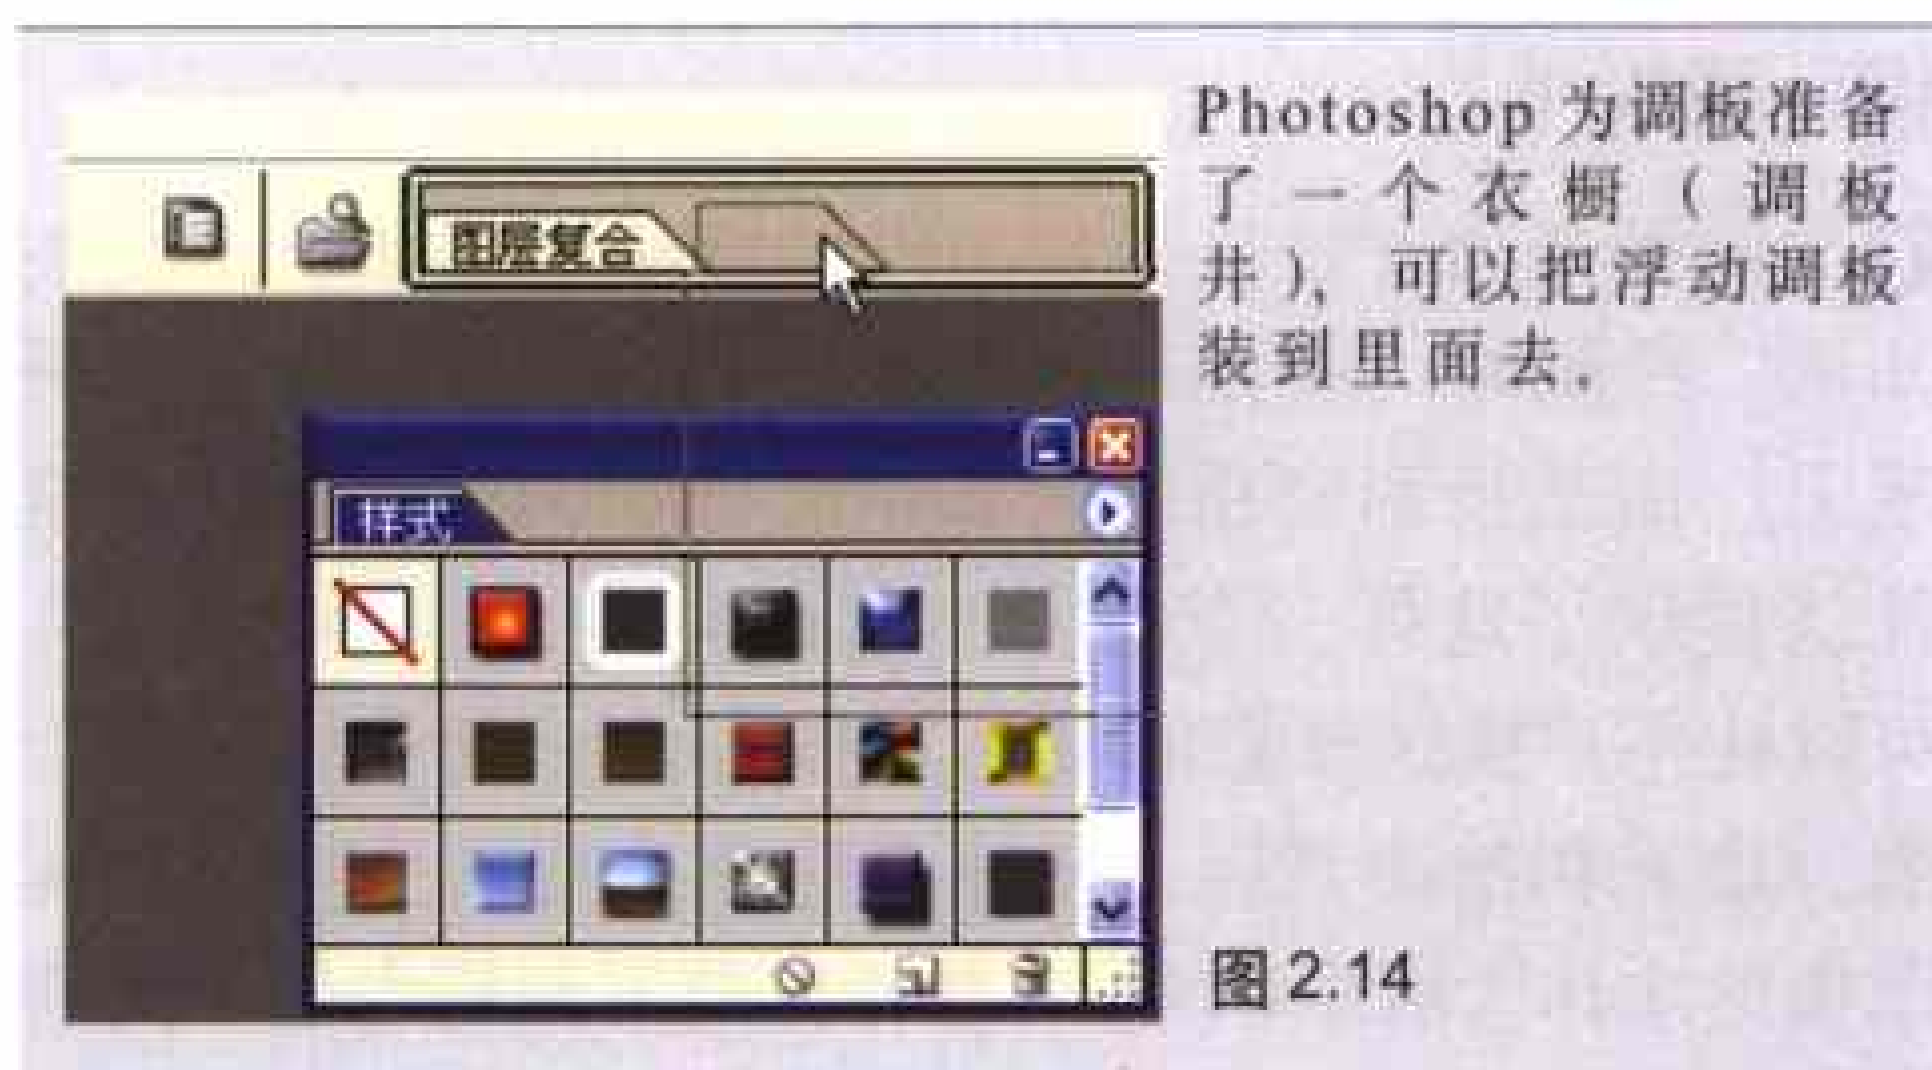 Photoshop 为调板准备
了一个衣橱（调板
井），可以把浮动调板
装到里面去。
图层复合
样式
图 2.14